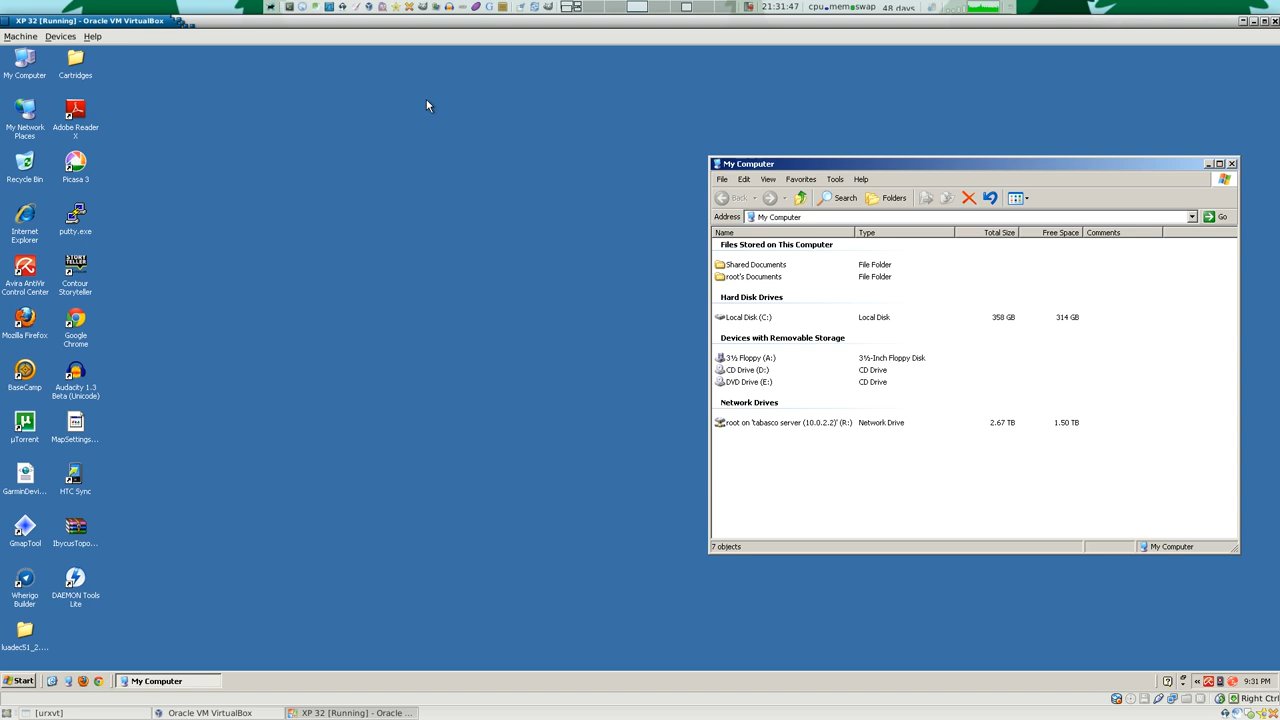 21:31:47
cpu mem swap
48 days
XP 32 [Running] - Oracle VM VirtualBox
Machine Devices Help
My Computer
Cartridges
My Network
Places
Adobe Reader
X
Recycle Bin
Picasa 3
Internet
Explorer
putty.exe
Avira AntiVir
Control Center
STORY
TELLER
Contour
Storyteller
Mozilla Firefox
Google
Chrome
BaseCamp
Audacity 1.3
Beta (Unicode)
µTorrent
MapSettings...
GarminDevi...
HTC Sync
GmapTool
IbycusTopo...
Wherigo
Builder
DAEMON Tools
Lite
luadec51_2....
My Computer
File Edit View Favorites Tools Help
Back Search Folders
Address My Computer Go
Name Type Total Size Free Space Comments
Files Stored on This Computer
Shared Documents File Folder
root's Documents File Folder
Hard Disk Drives
Local Disk (C:) Local Disk 358 GB 314 GB
Devices with Removable Storage
3½ Floppy (A:) 3½-Inch Floppy Disk
CD Drive (D:) CD Drive
DVD Drive (E:) CD Drive
Network Drives
root on 'tabasco server (10.0.2.2)' (R:) Network Drive 2.67 TB 1.50 TB
7 objects My Computer
Start My Computer 9:31 PM
Right Ctrl
[urxvt] Oracle VM VirtualBox XP 32 [Running] - Oracle ...